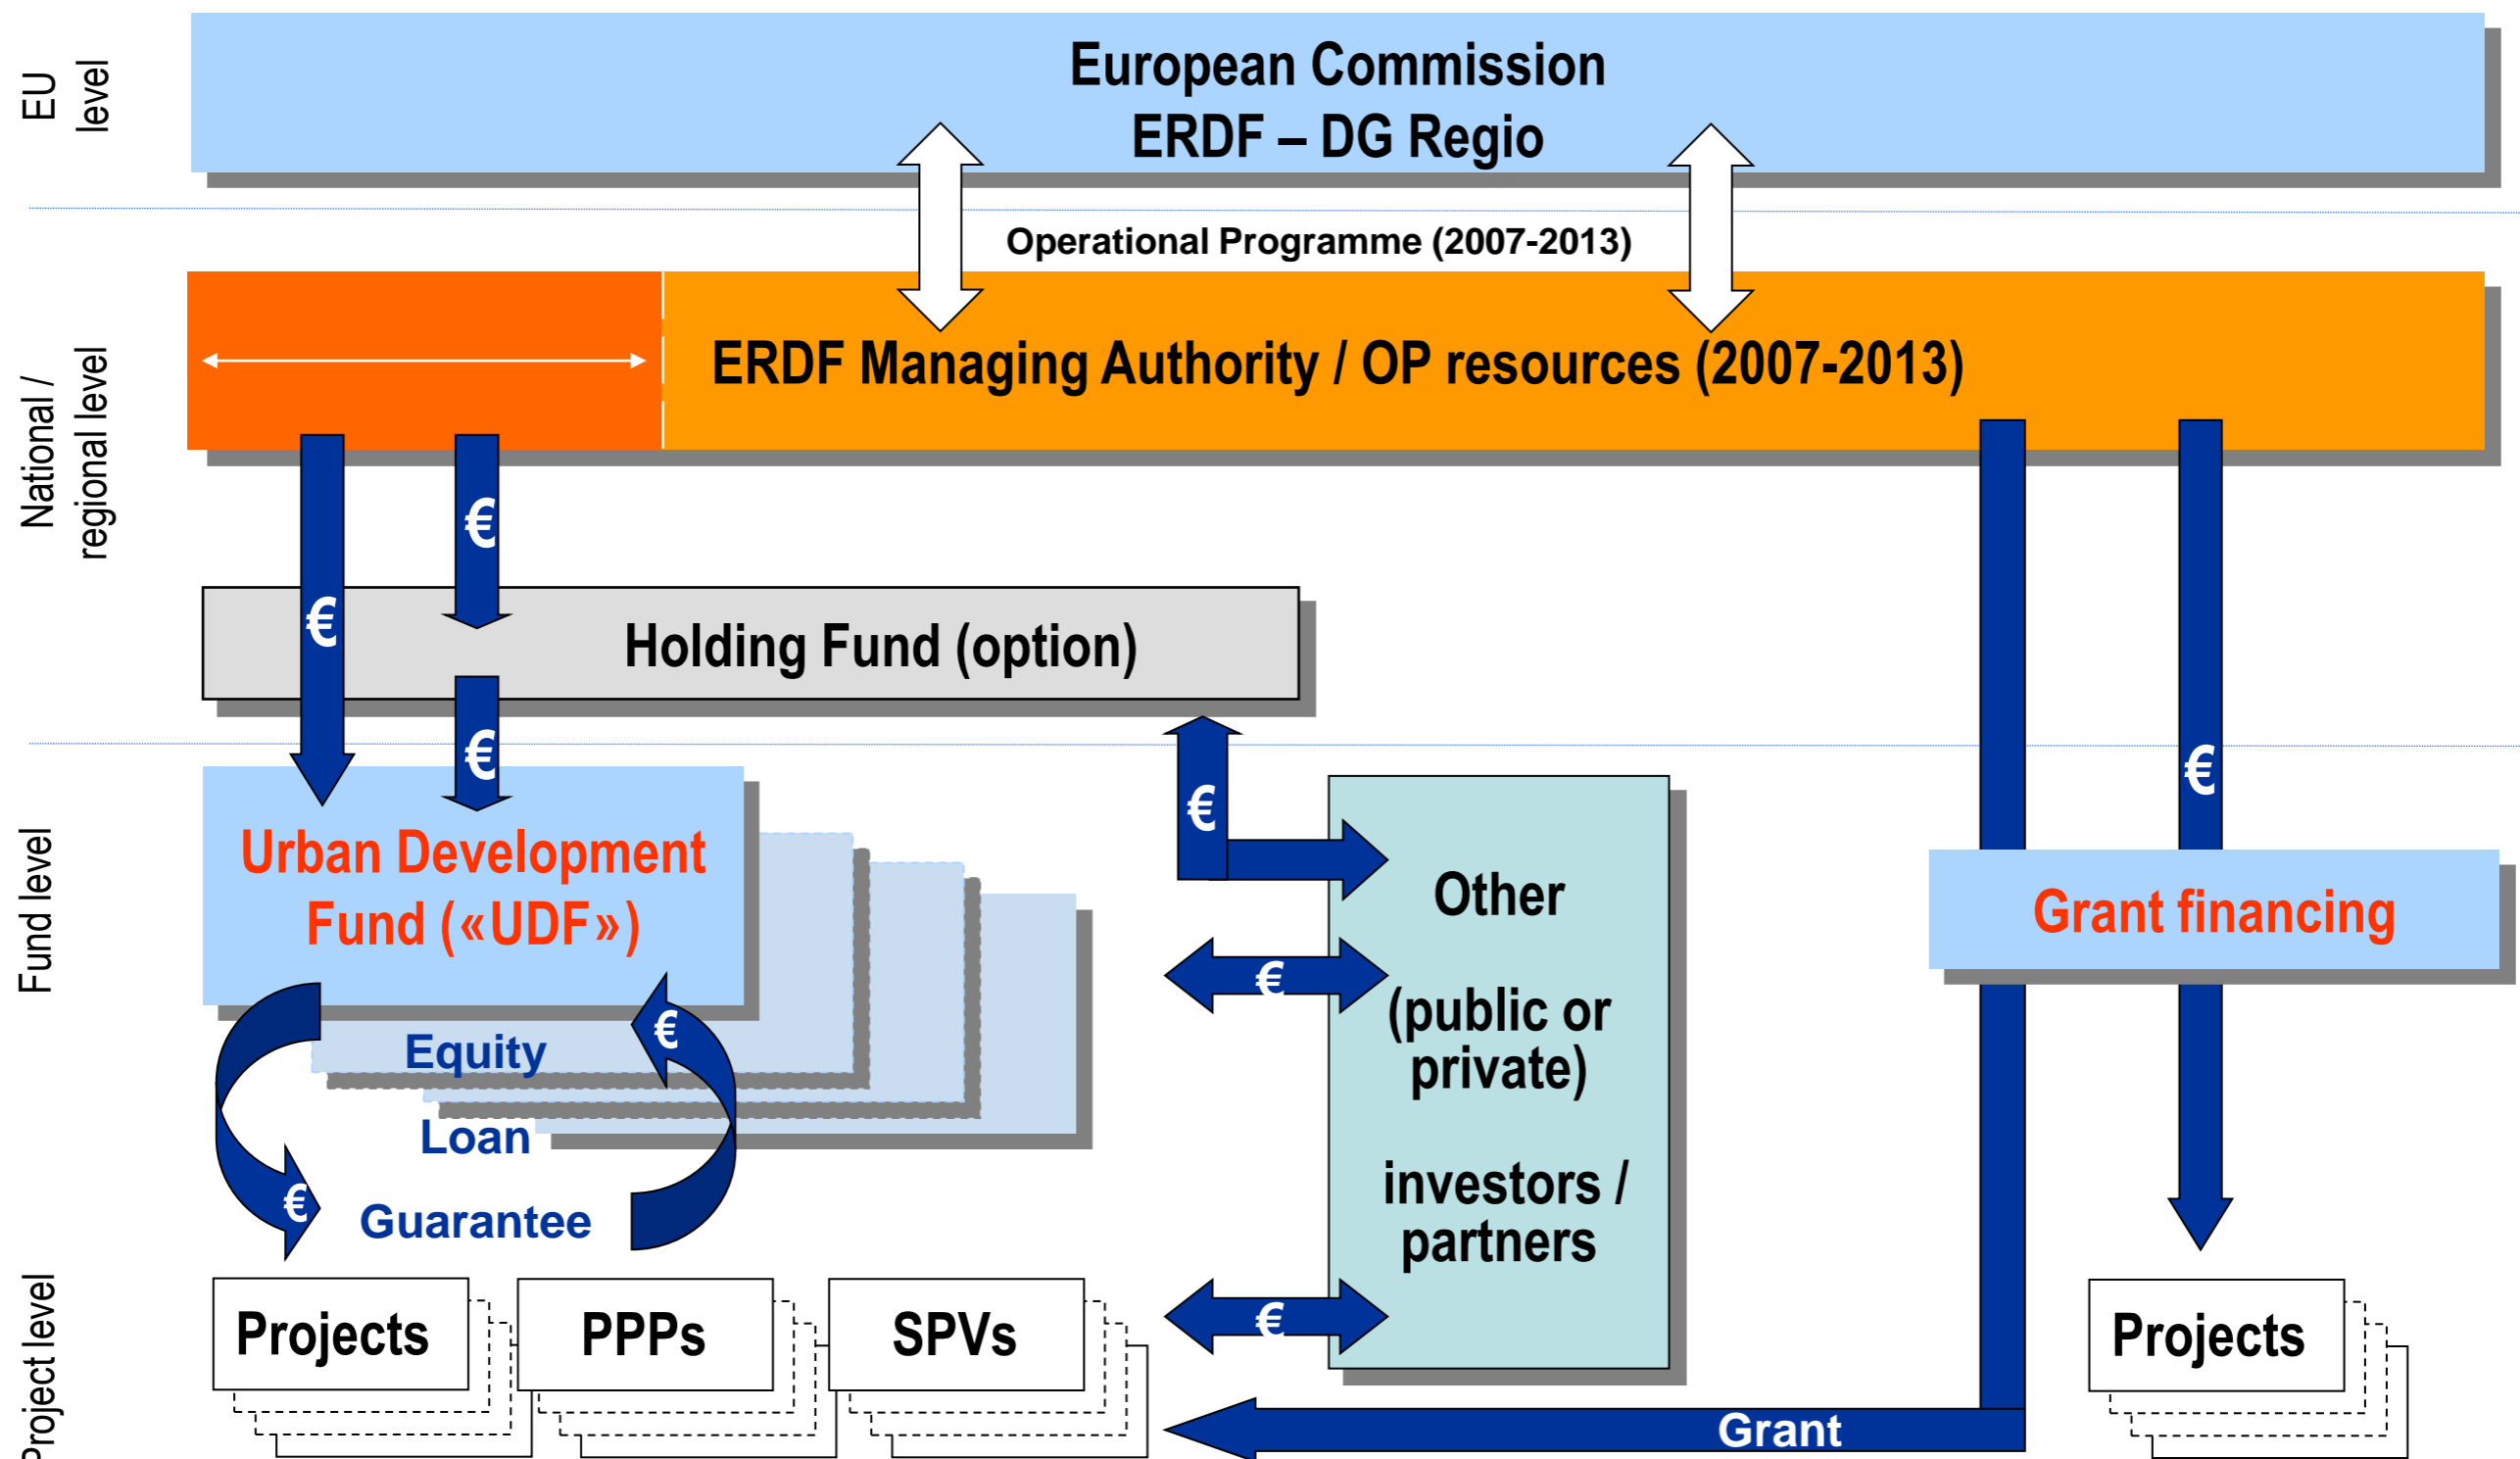 EU
level
European Commission
ERDF – DG Regio
Operational Programme (2007-2013)
National /
regional level
ERDF Managing Authority / OP resources (2007-2013)
€
€
Holding Fund (option)
€
€
€
Fund level
Urban Development
Fund («UDF»)
Other
(public or
private)
investors /
partners
Grant financing
€
€
Equity
Loan
Guarantee
€
Project level
Projects
PPPs
SPVs
€
Projects
Grant